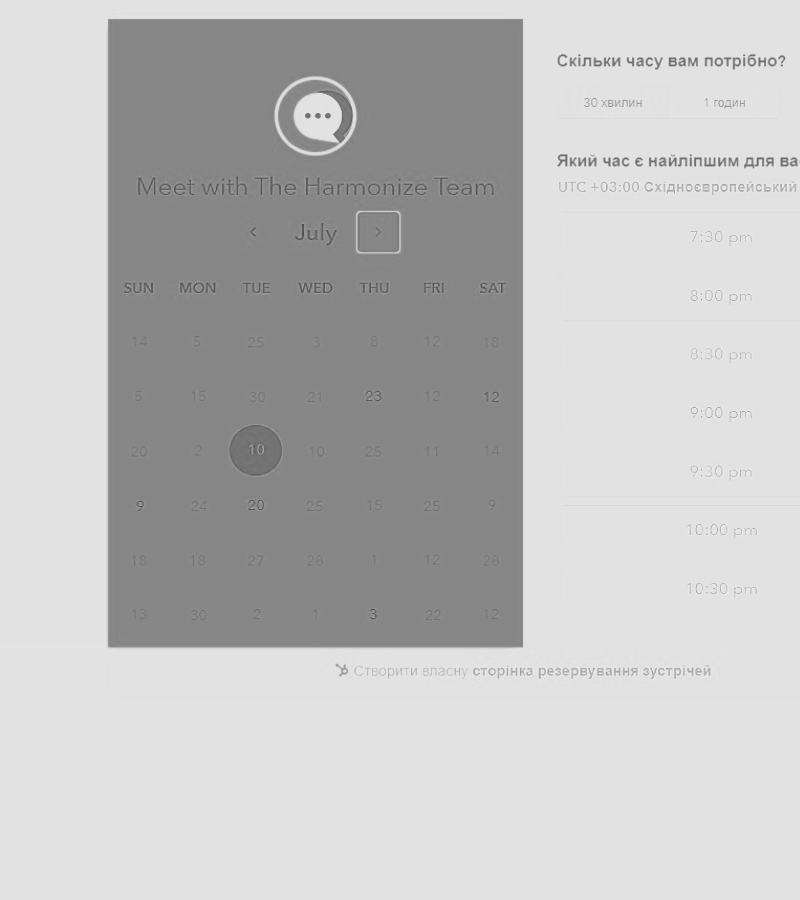 Meet with The Harmonize Team
July
SUN MON TUE WED THU FRI SAT
14 5 25 3 8 12 18
5 15 30 21 23 12 12
20 2 10 10 25 11 14
9 24 20 25 15 25 9
18 18 27 26 1 12 28
13 30 2 1 3 22 12
Скільки часу вам потрібно?
30 хвилин 1 годин
Який час є найліпшим для
UTC +03:00 Східноєвропейський
7:30 pm
8:00 pm
8:30 pm
9:00 pm
9:30 pm
10:00 pm
10:30 pm
Створити власну сторінка резервування зустрічей